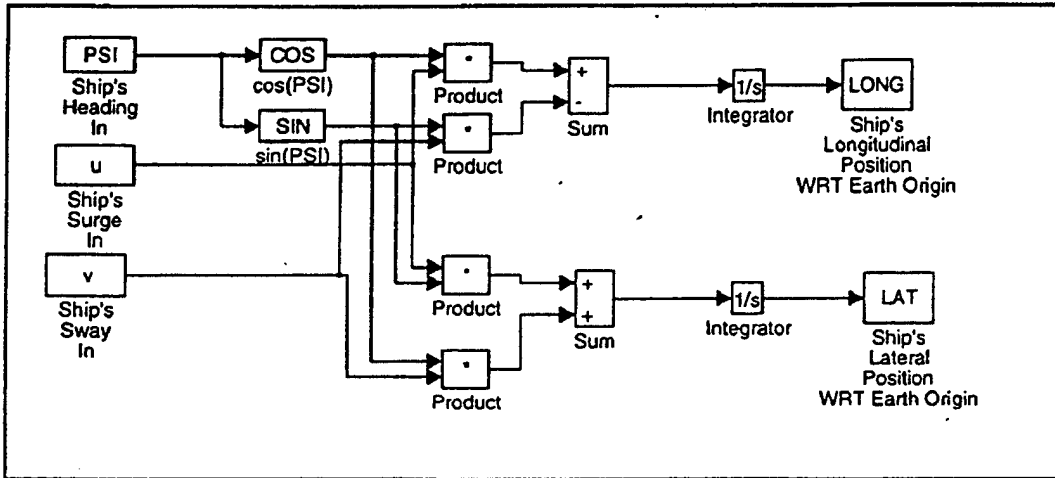 PSI
Ship's
Heading
In
COS
cos(PSI)
SIN
sin(PSI)
u
Ship's
Surge
In
v
Ship's
Sway
In
*
Product
*
Product
+
-
Sum
1/s
Integrator
LONG
Ship's
Longitudinal
Position
WRT Earth Origin
*
Product
*
Product
+
+
Sum
1/s
Integrator
LAT
Ship's
Lateral
Position
WRT Earth Origin